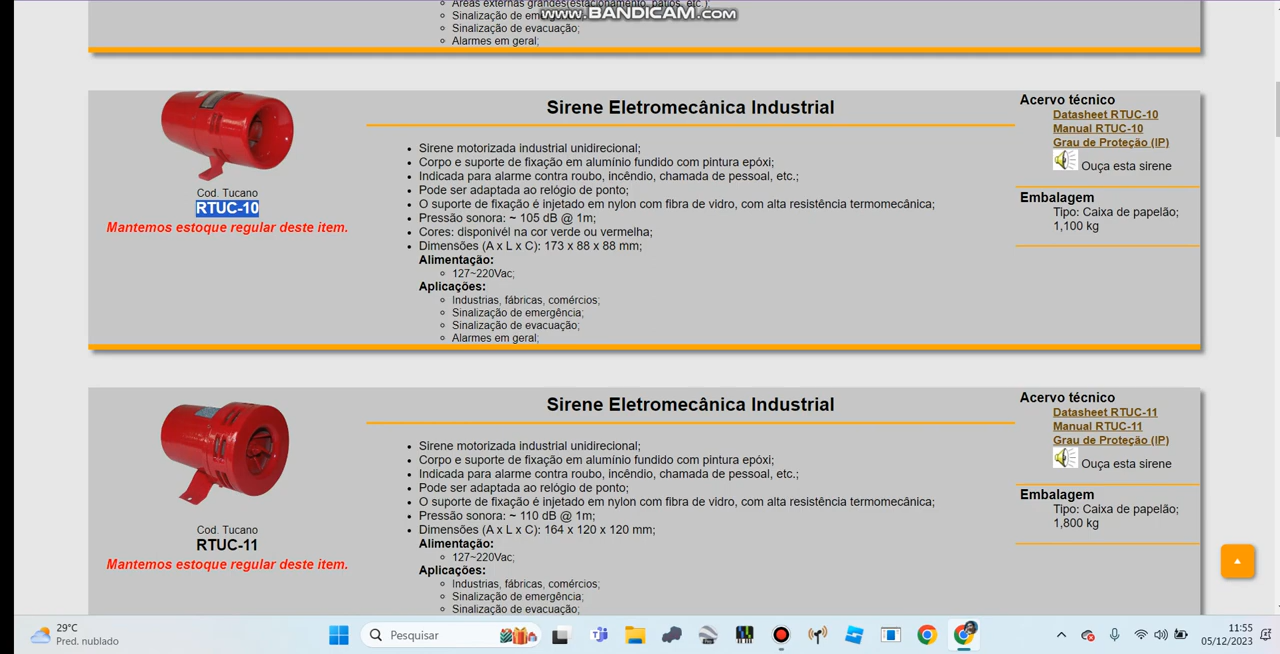 Áreas externas grandes(estacionamento, pátios, etc.);
www.BANDICAM.com
Sinalização de emergência;
Sinalização de evacuação;
Alarmes em geral;
Sirene Eletromecânica Industrial
Cod. Tucano
RTUC-10
Mantemos estoque regular deste item.
Sirene motorizada industrial unidirecional;
Corpo e suporte de fixação em alumínio fundido com pintura epóxi;
Indicada para alarme contra roubo, incêndio, chamada de pessoal, etc.;
Pode ser adaptada ao relógio de ponto;
O suporte de fixação é injetado em nylon com fibra de vidro, com alta resistência termomecânica;
Pressão sonora: ~ 105 dB @ 1m;
Cores: disponivél na cor verde ou vermelha;
Dimensões (A x L x C): 173 x 88 x 88 mm;
Alimentação:
127~220Vac;
Aplicações:
Industrias, fábricas, comércios;
Sinalização de emergência;
Sinalização de evacuação;
Alarmes em geral;
Acervo técnico
Datasheet RTUC-10
Manual RTUC-10
Grau de Proteção (IP)
Ouça esta sirene
Embalagem
Tipo: Caixa de papelão;
1,100 kg
Sirene Eletromecânica Industrial
Cod. Tucano
RTUC-11
Mantemos estoque regular deste item.
Sirene motorizada industrial unidirecional;
Corpo e suporte de fixação em alumínio fundido com pintura epóxi;
Indicada para alarme contra roubo, incêndio, chamada de pessoal, etc.;
Pode ser adaptada ao relógio de ponto;
O suporte de fixação é injetado em nylon com fibra de vidro, com alta resistência termomecânica;
Pressão sonora: ~ 110 dB @ 1m;
Dimensões (A x L x C): 164 x 120 x 120 mm;
Alimentação:
127~220Vac;
Aplicações:
Industrias, fábricas, comércios;
Sinalização de emergência;
Sinalização de evacuação;
Acervo técnico
Datasheet RTUC-11
Manual RTUC-11
Grau de Proteção (IP)
Ouça esta sirene
Embalagem
Tipo: Caixa de papelão;
1,800 kg
29°C
Pred. nublado
Pesquisar
11:55
05/12/2023